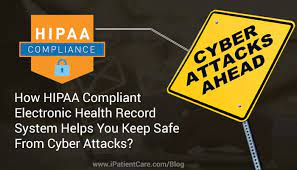 HIPAA
COMPLIANCE
CYBER
ATTACKS
AHEAD
How HIPAA Compliant
Electronic Health Record
System Helps You Keep Safe
From Cyber Attacks?
www.iPatientCare.com/Blog